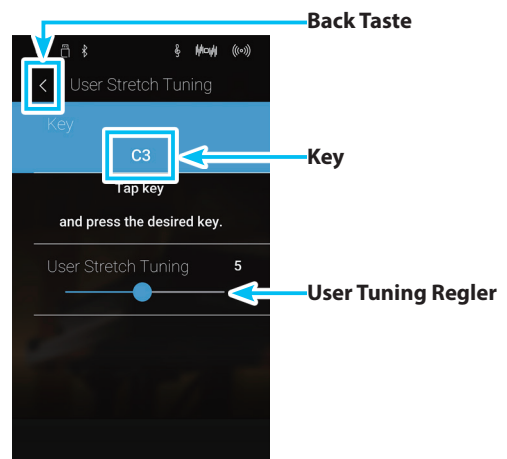 Back Taste
User Stretch Tuning
Key
C3
Key
Tap key
and press the desired key.
User Stretch Tuning 5
User Tuning Regler